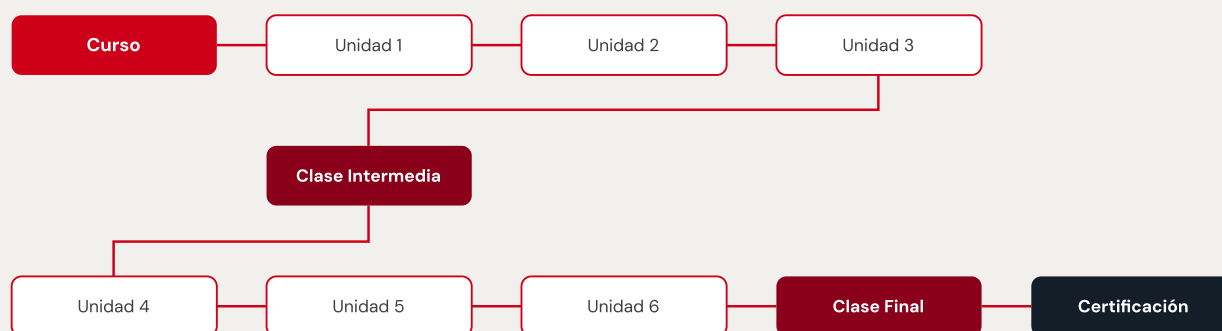 Curso
Unidad 1
Unidad 2
Unidad 3
Clase Intermedia
Unidad 4
Unidad 5
Unidad 6
Clase Final
Certificación